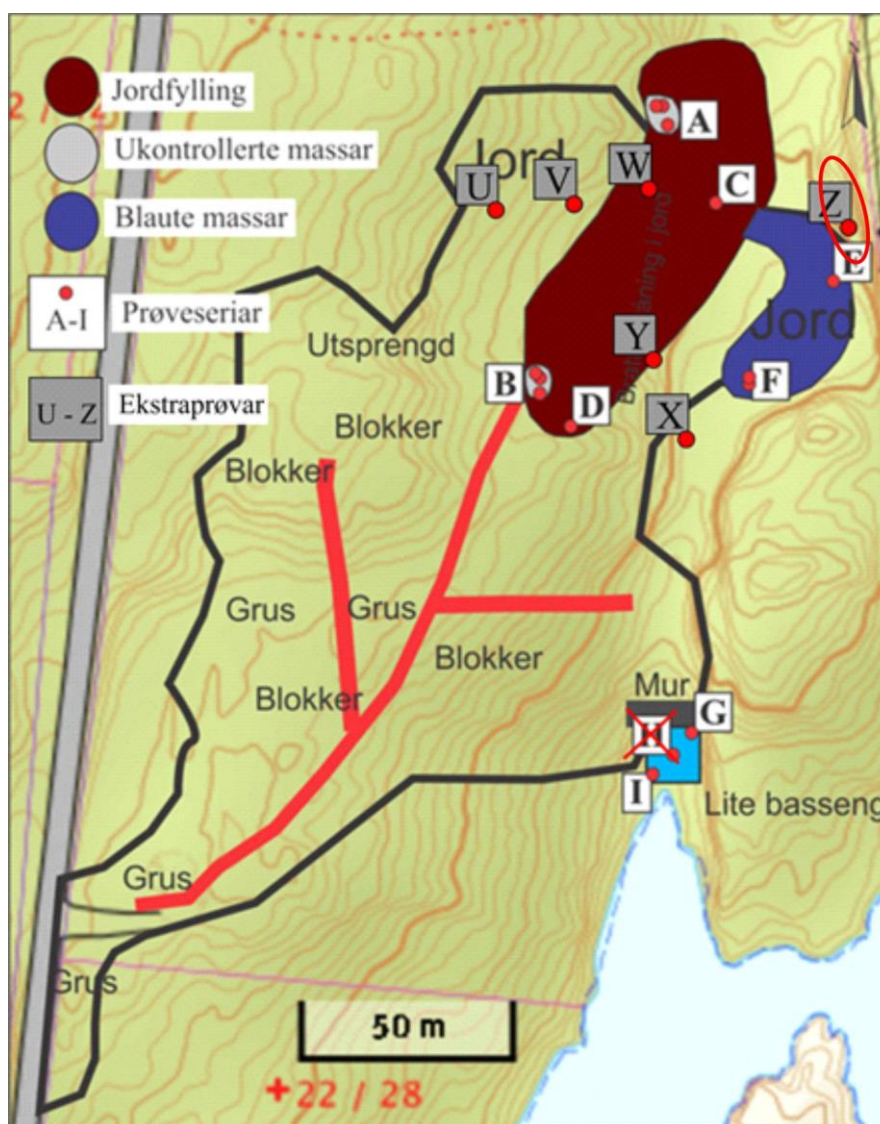 Jordfylling
Ukontrollerte massar
Blaute massar
A-I
Prøveseriar
U - Z
Ekstraprøvar
N
Jord
A
U
V
W
C
Z
E
Jord
Utsprengd
Y
B
D
X
F
Blokker
Blokker
Grus
Grus
Blokker
Blokker
Mur
G
H
I
Lite basseng
Grus
Grus
50 m
+22 / 28